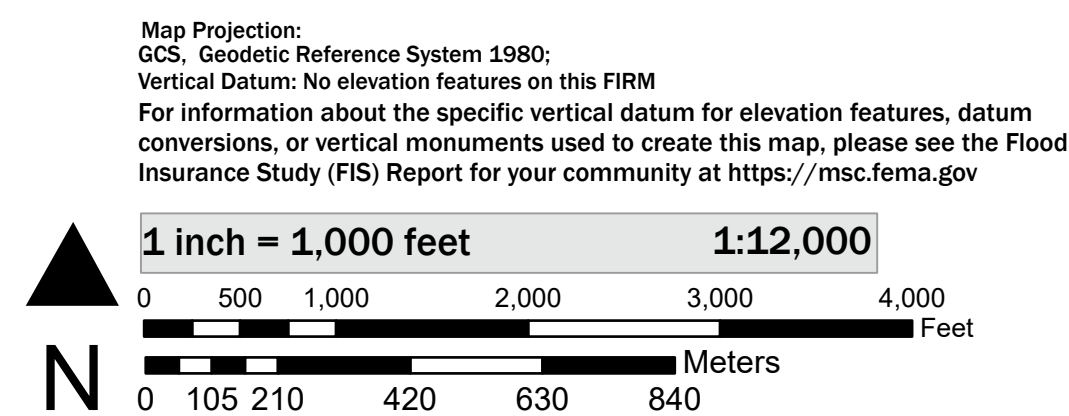 Map Projection:
GCS, Geodetic Reference System 1980;
Vertical Datum: No elevation features on this FIRM
For information about the specific vertical datum for elevation features, datum
conversions, or vertical monuments used to create this map, please see the Flood
Insurance Study (FIS) Report for your community at https://msc.fema.gov
1 inch = 1,000 feet 1:12,000
0 500 1,000 2,000 3,000 4,000
Feet
Meters
N 0 105 210 420 630 840